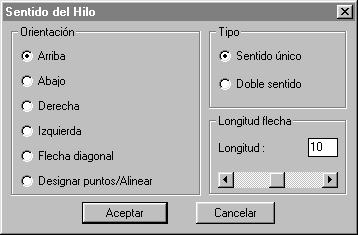 Sentido del Hilo
Orientación
Arriba
Abajo
Derecha
Izquierda
Flecha diagonal
Designar puntos/Alinear
Tipo
Sentido único
Doble sentido
Longitud flecha
Longitud : 10
Aceptar
Cancelar